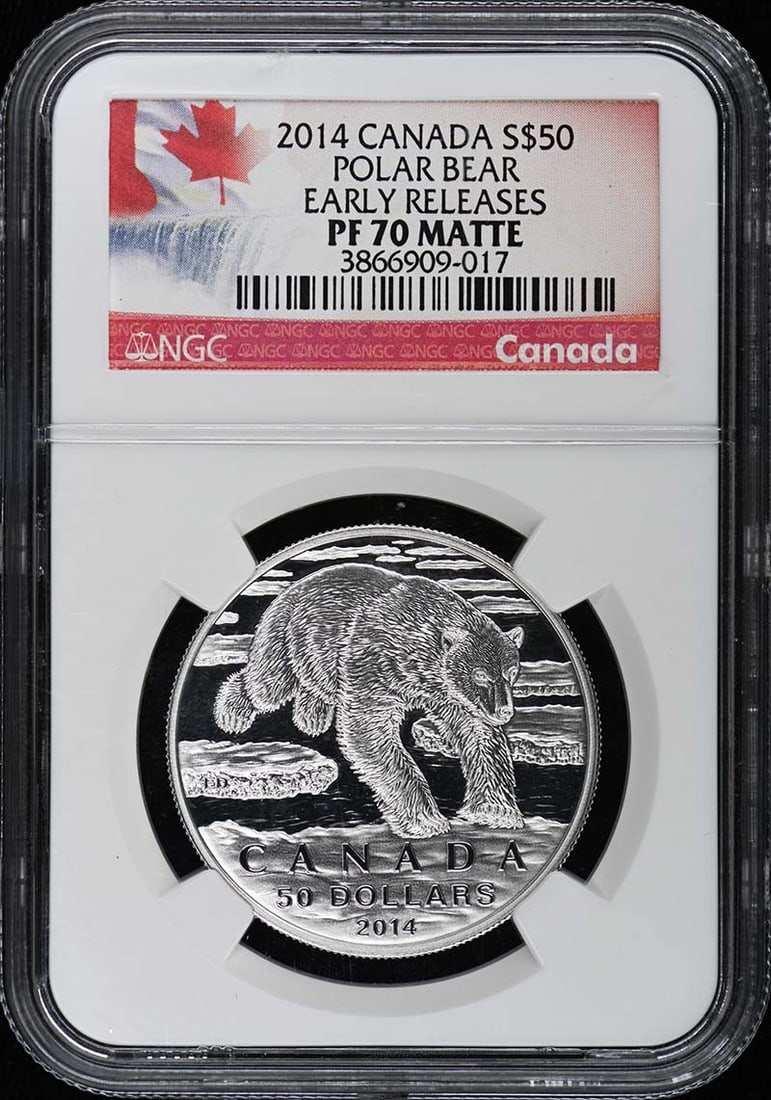 2014 CANADA S$50
POLAR BEAR
EARLY RELEASES
PF 70 MATTE
3866909-017
NGC
Canada
CANADA
50 DOLLARS
2014